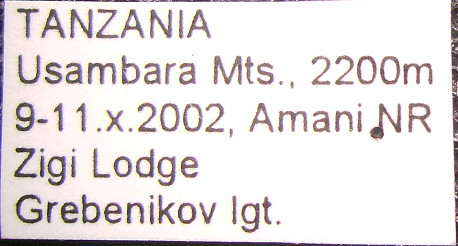 TANZANIA
Usambara Mts., 2200m
9-11.x.2002, Amani NR
Zigi Lodge
Grebenikov lgt.